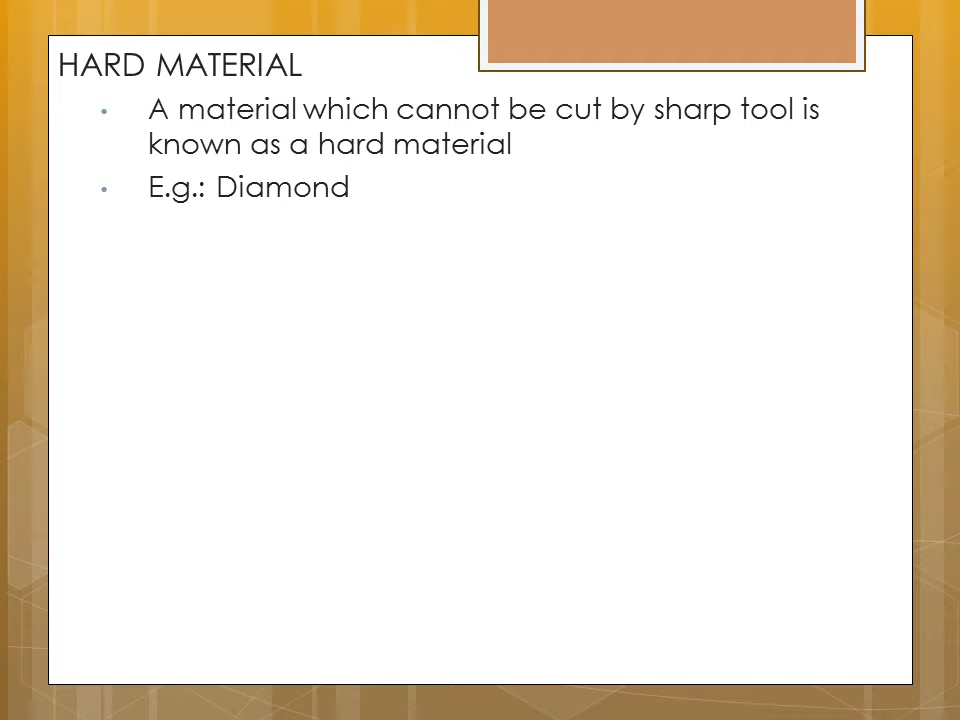 HARD MATERIAL
• A material which cannot be cut by sharp tool is
known as a hard material
• E.g.: Diamond